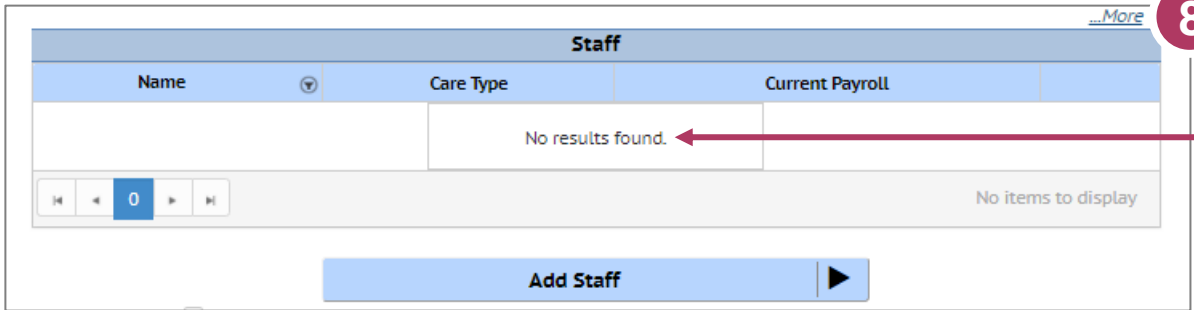 ...More
8
Staff
Name Care Type Current Payroll
No results found.
0 No items to display
Add Staff